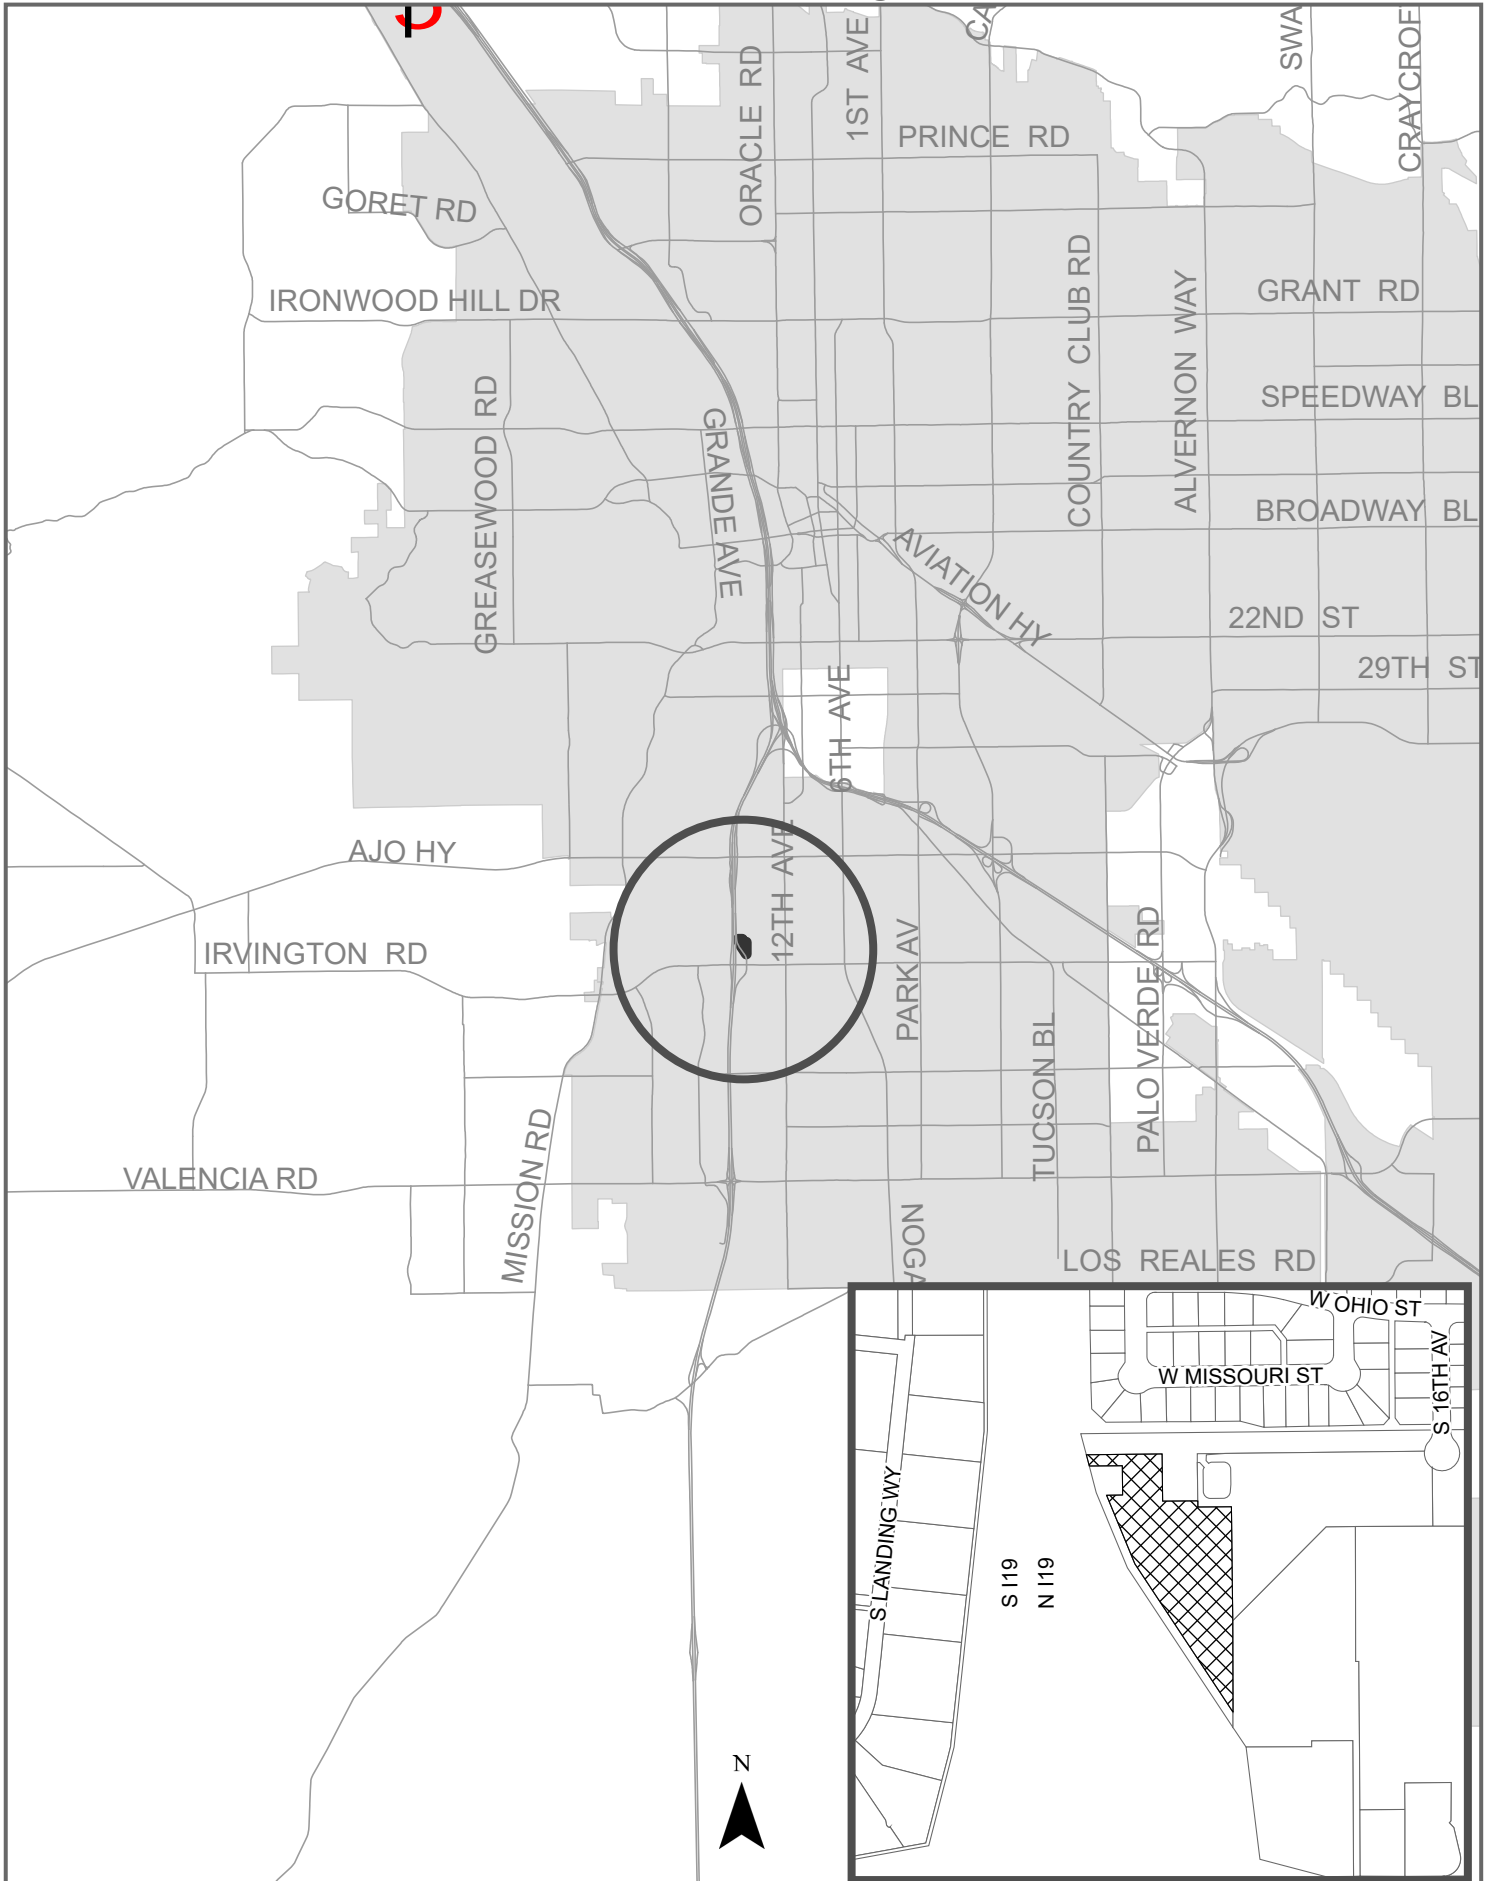 ORACLE RD
1ST AVE
CA
SWA
CRAYCROF
PRINCE RD
GORET RD
IRONWOOD HILL DR
COUNTRY CLUB RD
ALVERNON WAY
GRANT RD
GREASEWOOD RD
GRANDE AVE
SPEEDWAY BL
BROADWAY BL
AVIATION HY
22ND ST
29TH ST
6TH AVE
AJO HY
12TH AVE
IRVINGTON RD
PARK AV
PALO VERDE RD
TUCSON BL
MISSION RD
VALENCIA RD
NOGA
LOS REALES RD
W OHIO ST
W MISSOURI ST
S 16TH AV
S LANDING WY
S I19
N I19
N